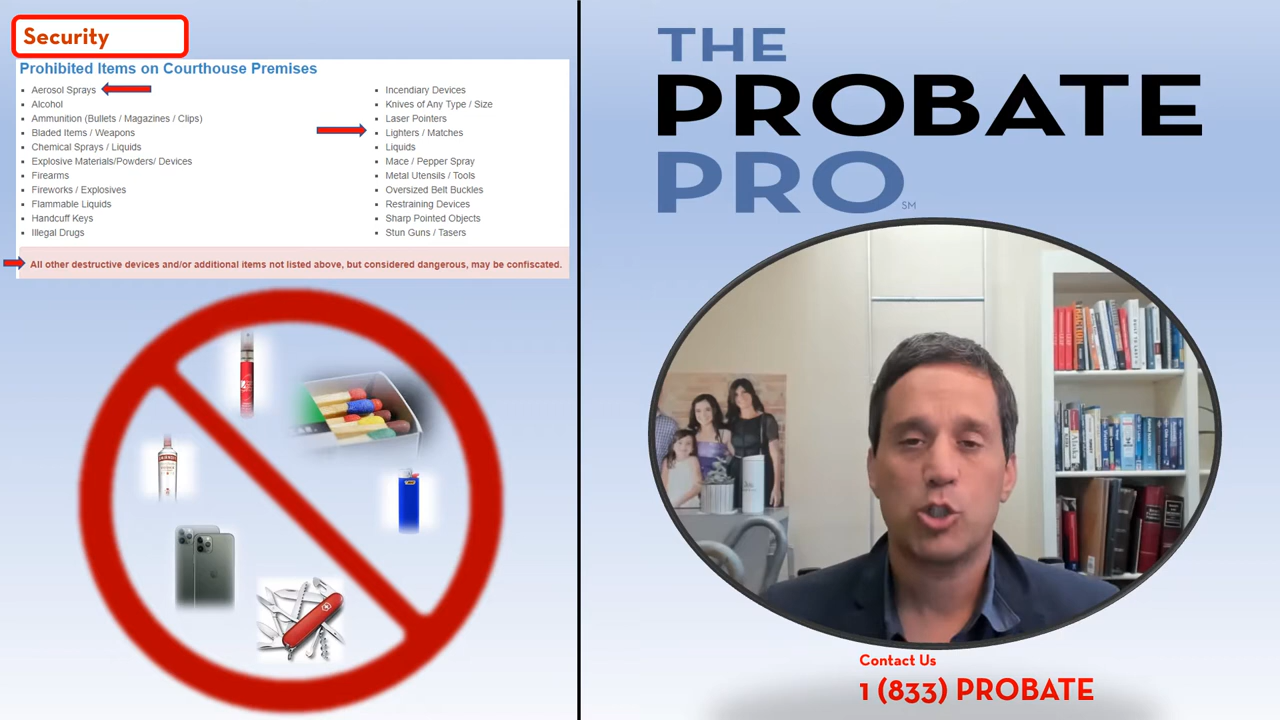 Security
Prohibited Items on Courthouse Premises
Aerosol Sprays
Alcohol
Ammunition (Bullets / Magazines / Clips)
Bladed Items / Weapons
Chemical Sprays / Liquids
Explosive Materials/Powders/ Devices
Firearms
Fireworks / Explosives
Flammable Liquids
Handcuff Keys
Illegal Drugs
Incendiary Devices
Knives of Any Type / Size
Laser Pointers
Lighters / Matches
Liquids
Mace / Pepper Spray
Metal Utensils / Tools
Oversized Belt Buckles
Restraining Devices
Sharp Pointed Objects
Stun Guns / Tasers
All other destructive devices and/or additional items not listed above, but considered dangerous, may be confiscated.
THE
PROBATE
PRO
SM
TRACTION
Contact Us
1 (833) PROBATE